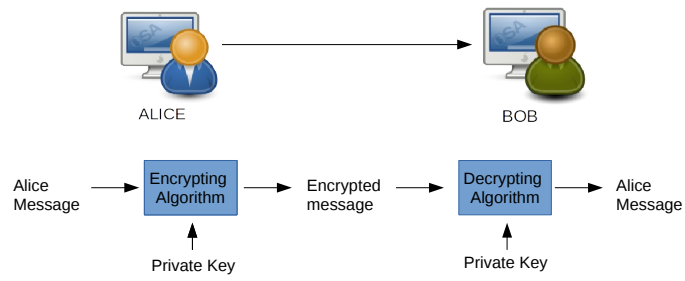 ALICE
BOB
Alice
Message
Encrypting
Algorithm
Encrypted
message
Decrypting
Algorithm
Alice
Message
Private Key
Private Key